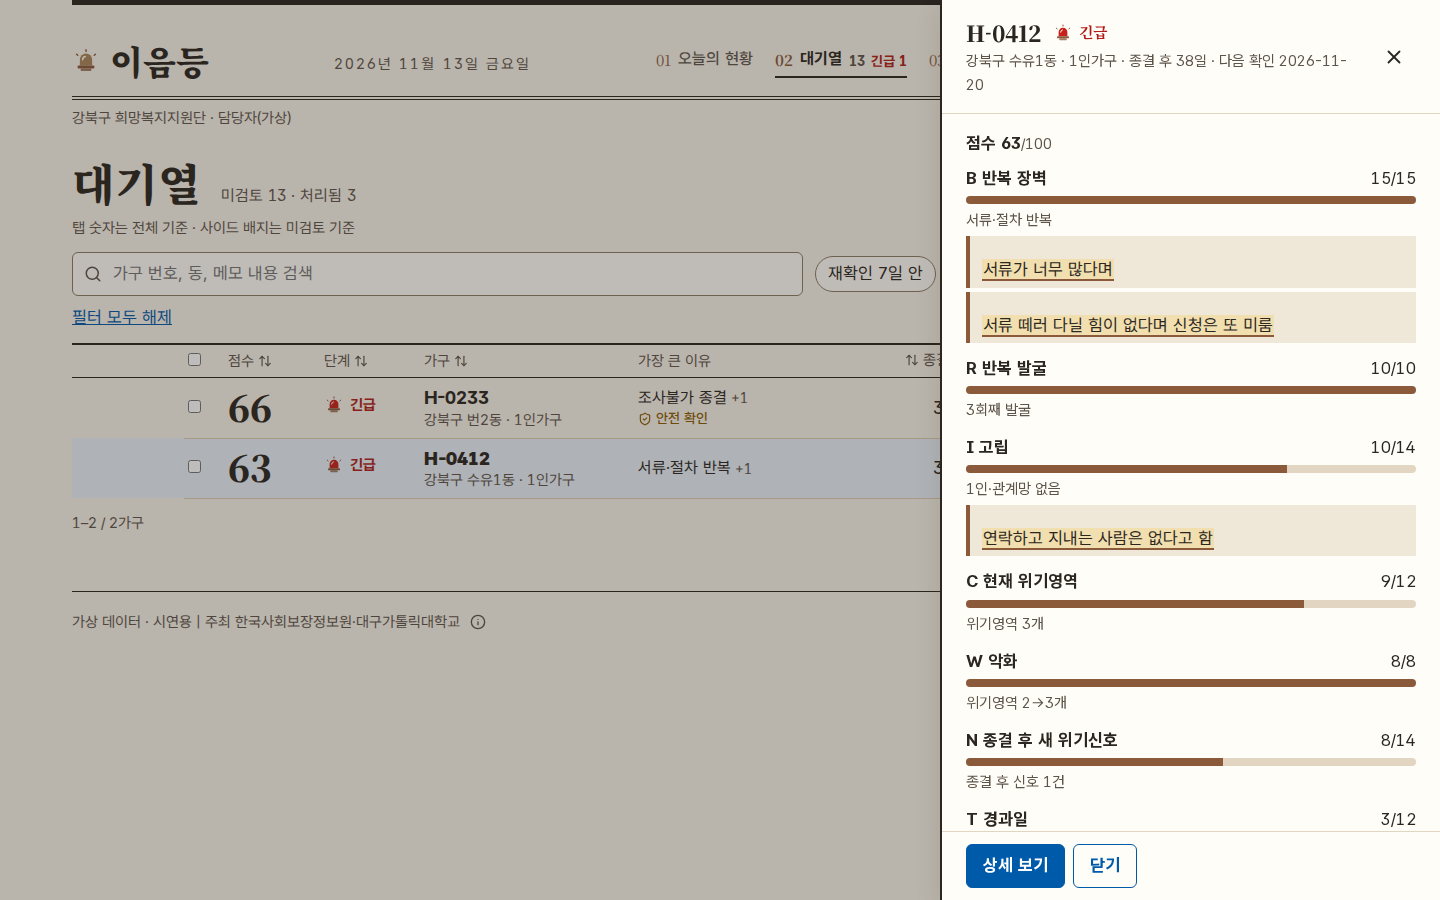 이음등
2026년 11월 13일 금요일
01 오늘의 현황
02 대기열 13 긴급 1
03
강북구 희망복지지원단 · 담당자(가상)
대기열
미검토 13 · 처리됨 3
탭 숫자는 전체 기준 · 사이드 배지는 미검토 기준
가구 번호, 동, 메모 내용 검색
재확인 7일 안
필터 모두 해제
점수 ⇅ 단계 ⇅ 가구 ⇅ 가장 큰 이유 ⇅ 종결
66 긴급 H-0233 조사불가 종결 +1 3
강북구 번2동 · 1인가구 안전 확인
63 긴급 H-0412 서류·절차 반복 +1 3
강북구 수유1동 · 1인가구
1–2 / 2가구
가상 데이터 · 시연용 | 주최 한국사회보장정보원·대구가톨릭대학교
H-0412 긴급
강북구 수유1동 · 1인가구 · 종결 후 38일 · 다음 확인 2026-11-
20
점수 63/100
B 반복 장벽 15/15
서류·절차 반복
서류가 너무 많다며
서류 떼러 다닐 힘이 없다며 신청은 또 미룸
R 반복 발굴 10/10
3회째 발굴
I 고립 10/14
1인·관계망 없음
연락하고 지내는 사람은 없다고 함
C 현재 위기영역 9/12
위기영역 3개
W 악화 8/8
위기영역 2→3개
N 종결 후 새 위기신호 8/14
종결 후 신호 1건
T 경과일 3/12
상세 보기 닫기